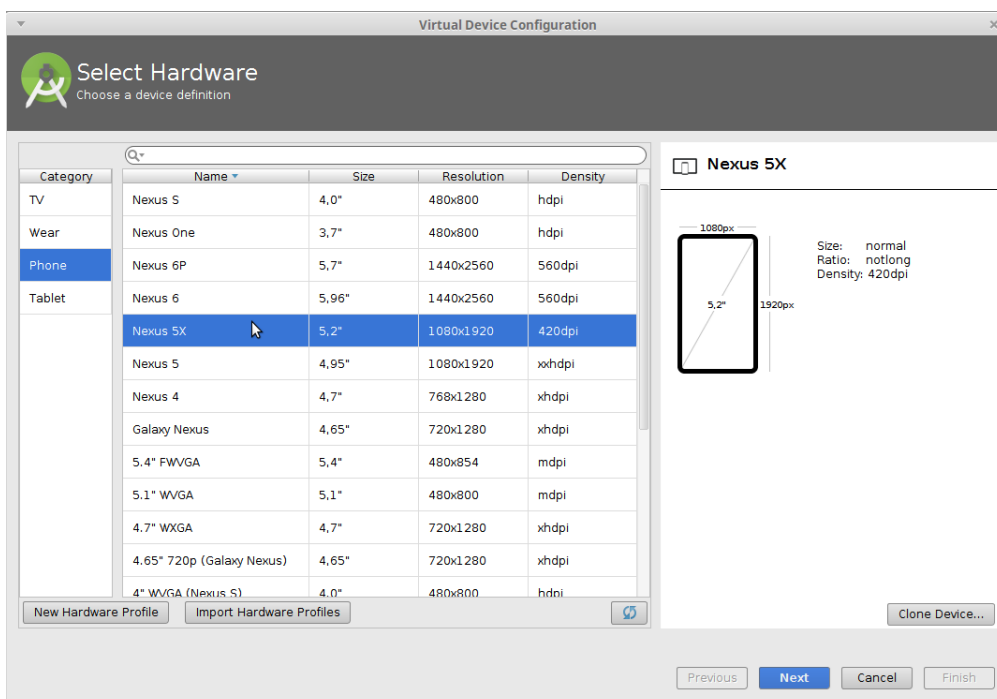 Virtual Device Configuration
Select Hardware
Choose a device definition
Category
TV
Wear
Phone
Tablet
Name Size Resolution Density
Nexus S 4,0" 480x800 hdpi
Nexus One 3,7" 480x800 hdpi
Nexus 6P 5,7" 1440x2560 560dpi
Nexus 6 5,96" 1440x2560 560dpi
Nexus 5X 5,2" 1080x1920 420dpi
Nexus 5 4,95" 1080x1920 xxhdpi
Nexus 4 4,7" 768x1280 xhdpi
Galaxy Nexus 4,65" 720x1280 xhdpi
5.4" FWVGA 5,4" 480x854 mdpi
5.1" WVGA 5,1" 480x800 mdpi
4.7" WXGA 4,7" 720x1280 xhdpi
4.65" 720p (Galaxy Nexus) 4,65" 720x1280 xhdpi
4" WVGA (Nexus S) 4,0" 480x800 hdpi
New Hardware Profile Import Hardware Profiles
Nexus 5X
1080px
5,2" 1920px
Size: normal
Ratio: notlong
Density: 420dpi
Clone Device...
Previous Next Cancel Finish